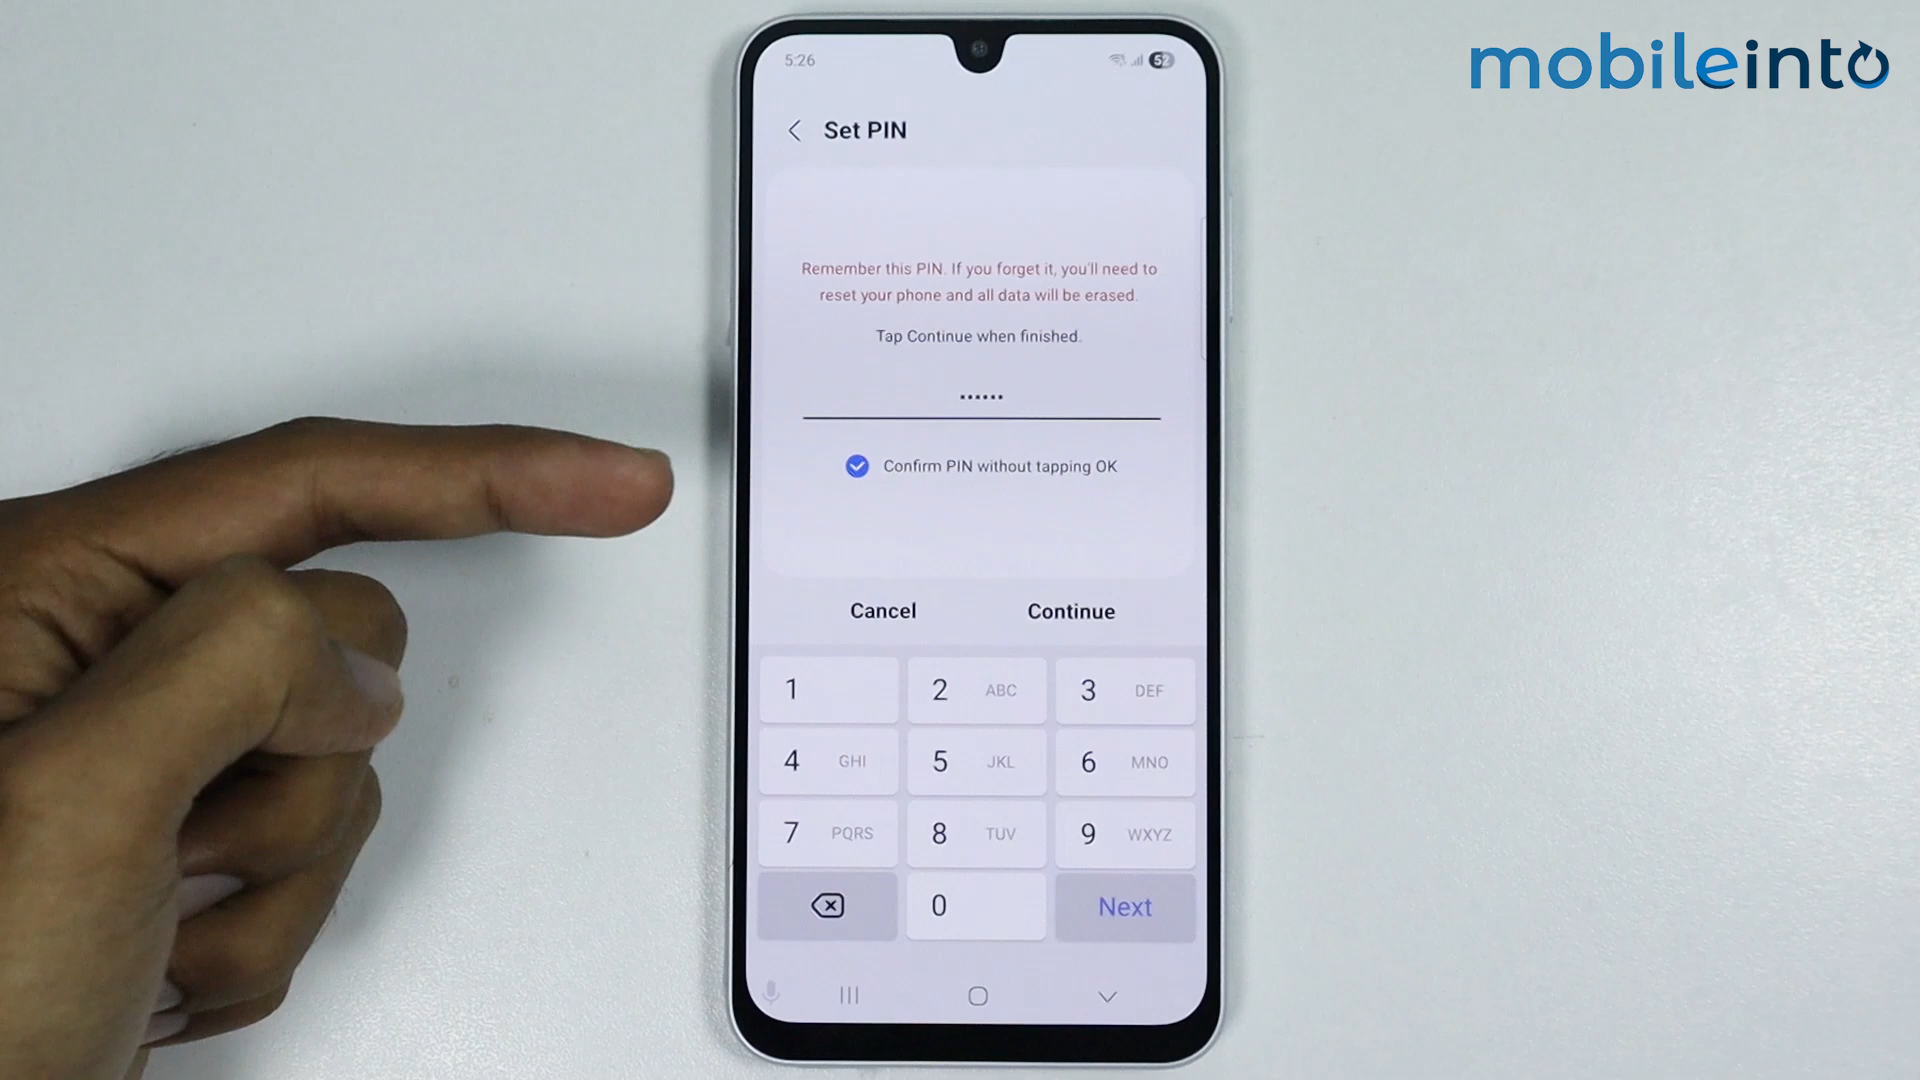 mobileinto
5:26
52
Set PIN
Remember this PIN. If you forget it, you'll need to
reset your phone and all data will be erased.
Tap Continue when finished.
••••••
Confirm PIN without tapping OK
Cancel Continue
1 2 ABC 3 DEF
4 GHI 5 JKL 6 MNO
7 PQRS 8 TUV 9 WXYZ
0 Next